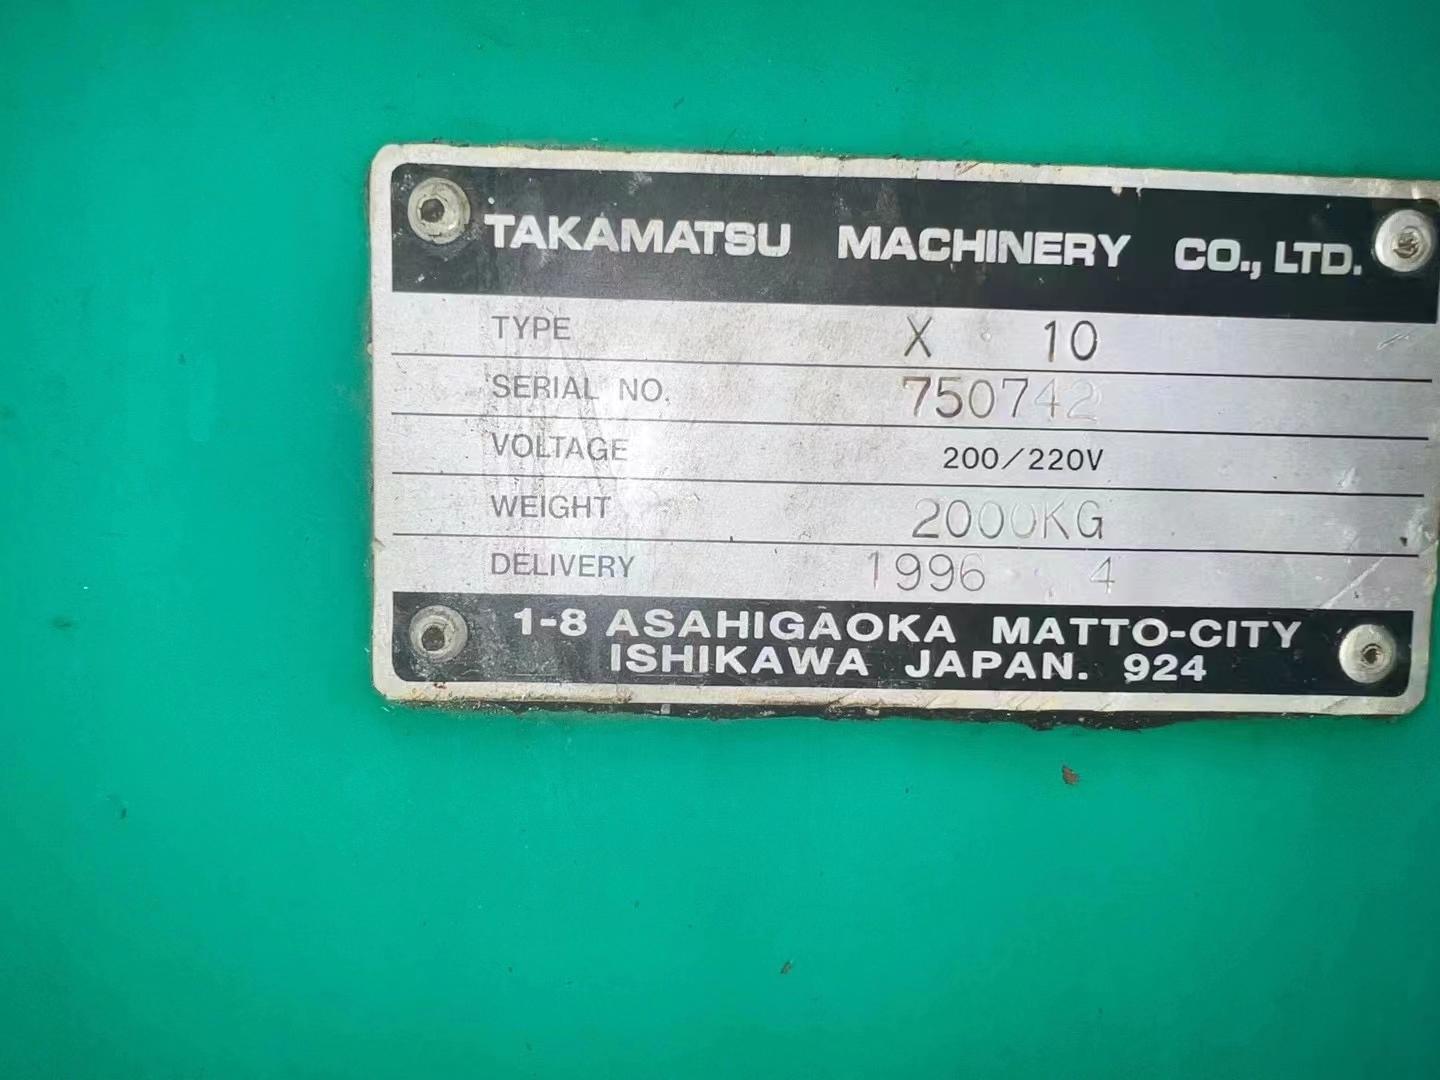 TAKAMATSU MACHINERY CO., LTD.
TYPE X 10
SERIAL NO. 750742
VOLTAGE 200/220V
WEIGHT 2000KG
DELIVERY 1996 4
1-8 ASAHIGAOKA MATTO-CITY
ISHIKAWA JAPAN. 924